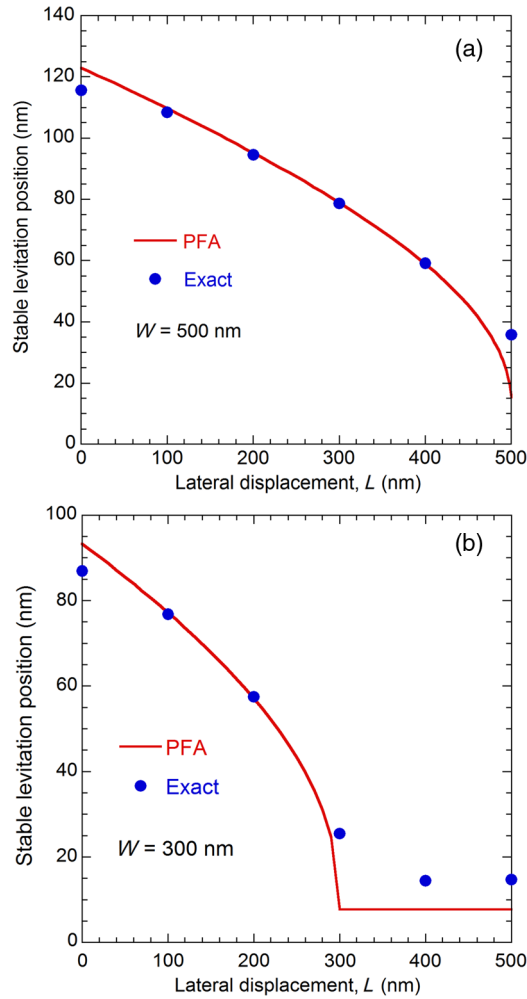 (a)
Stable levitation position (nm)
140
120
100
80
60
40
20
0
PFA
Exact
W = 500 nm
0 100 200 300 400 500
Lateral displacement, L (nm)
(b)
Stable levitation position (nm)
100
80
60
40
20
0
PFA
Exact
W = 300 nm
0 100 200 300 400 500
Lateral displacement, L (nm)